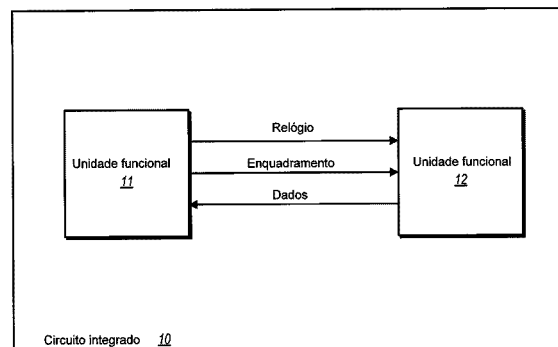 Relógio
Unidade funcional
11
Enquadramento
Unidade funcional
12
Dados
Circuito integrado 10